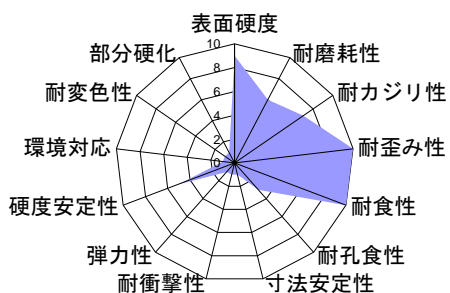 表面硬度
耐磨耗性
耐カジリ性
耐歪み性
耐食性
耐孔食性
寸法安定性
耐衝撃性
弾力性
硬度安定性
環境対応
耐変色性
部分硬化
10
8
6
4
2
0